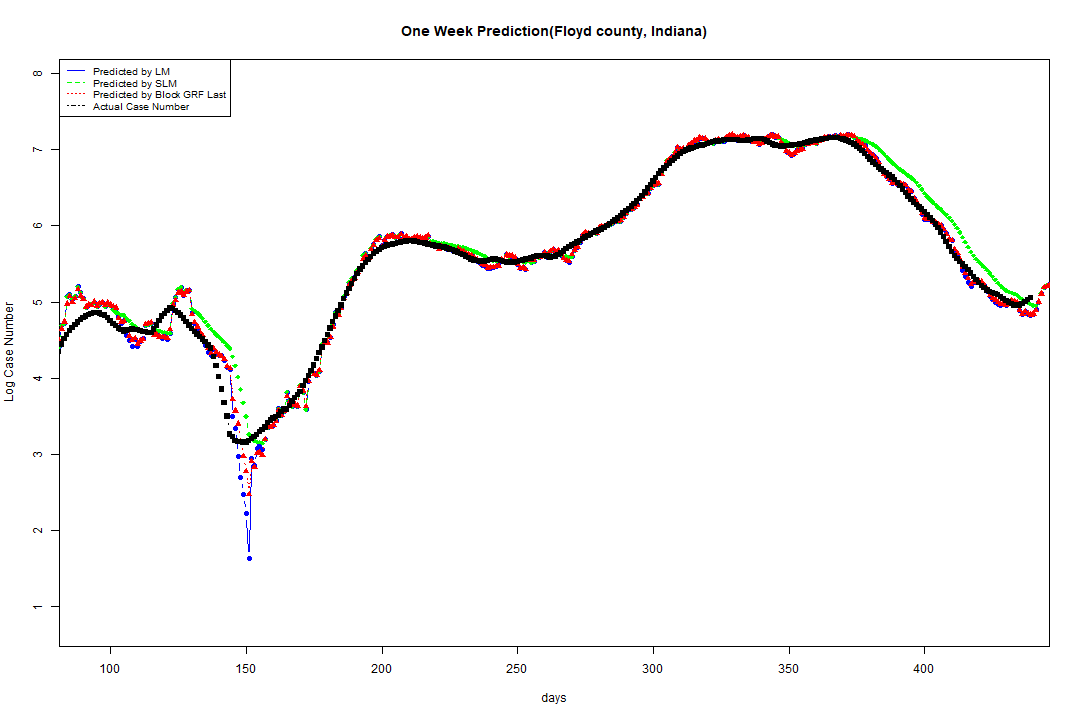 One Week Prediction(Floyd county, Indiana)
Predicted by LM
Predicted by SLM
Predicted by Block GRF Last
Actual Case Number
8
7
6
5
4
3
2
1
Log Case Number
100 150 200 250 300 350 400
days